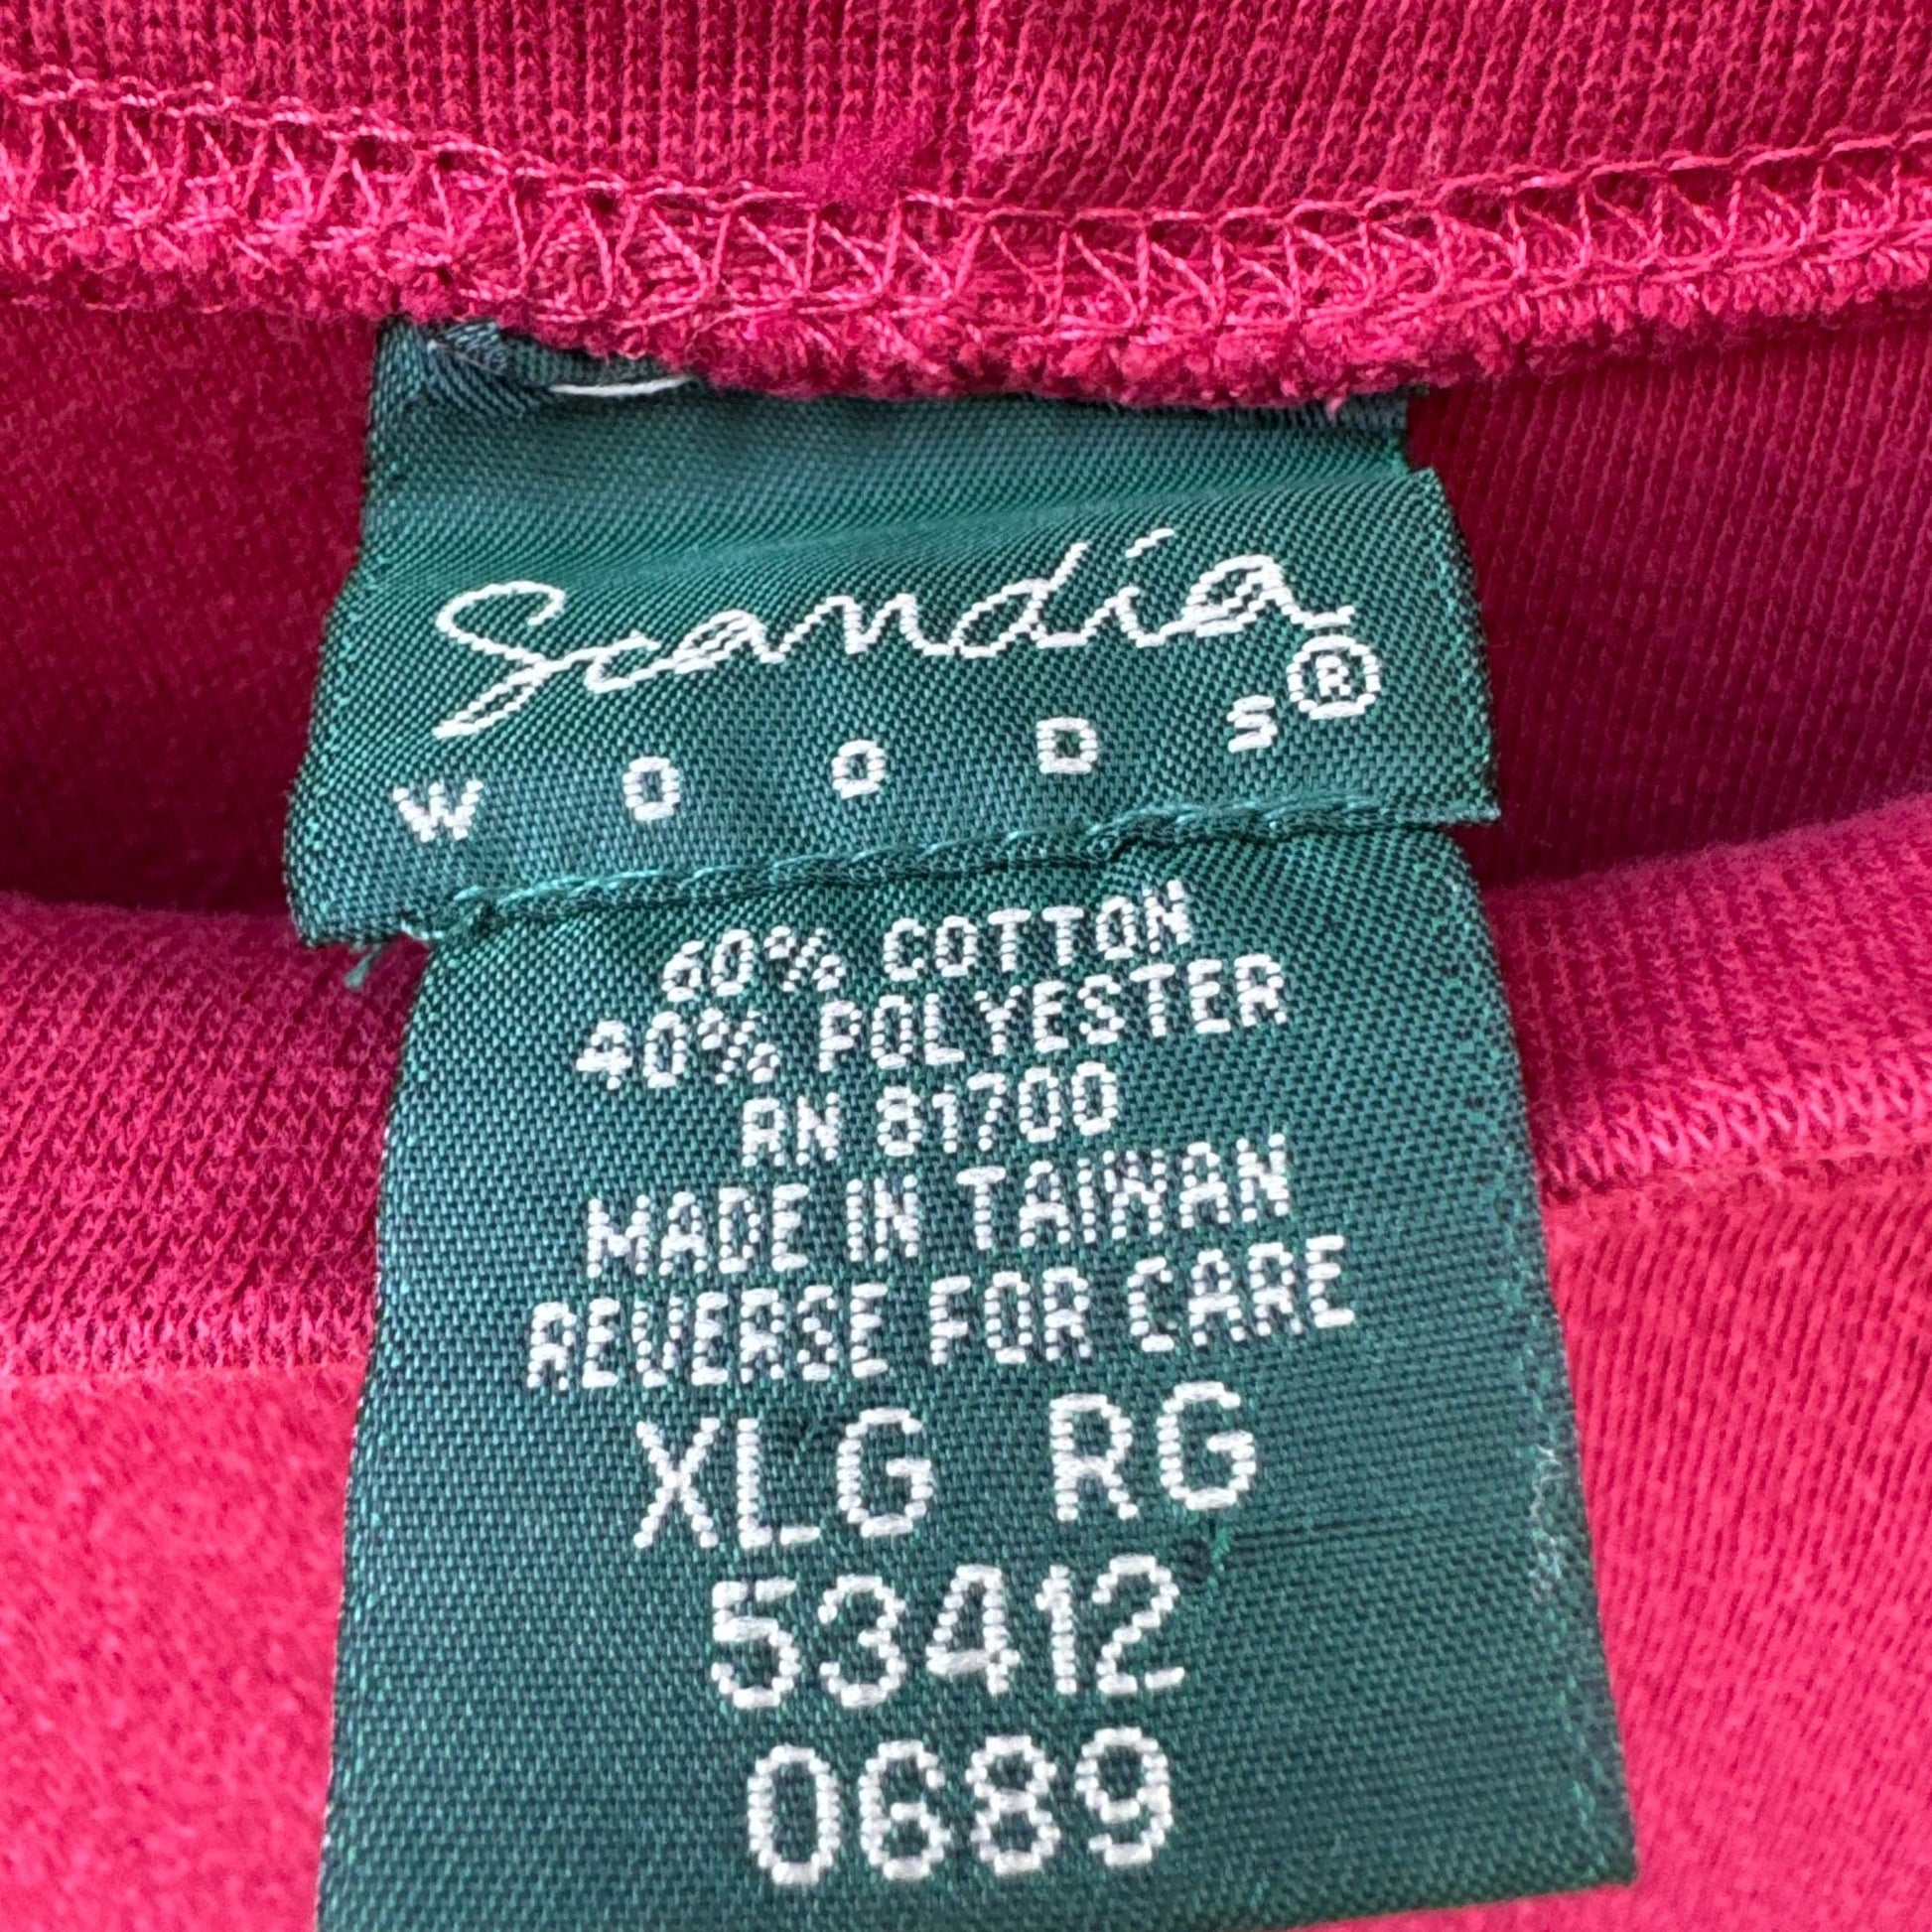 Scandia®
WOODS
60% COTTON
40% POLYESTER
RN 81700
MADE IN TAIWAN
REVERSE FOR CARE
XLG RG
53412
0689